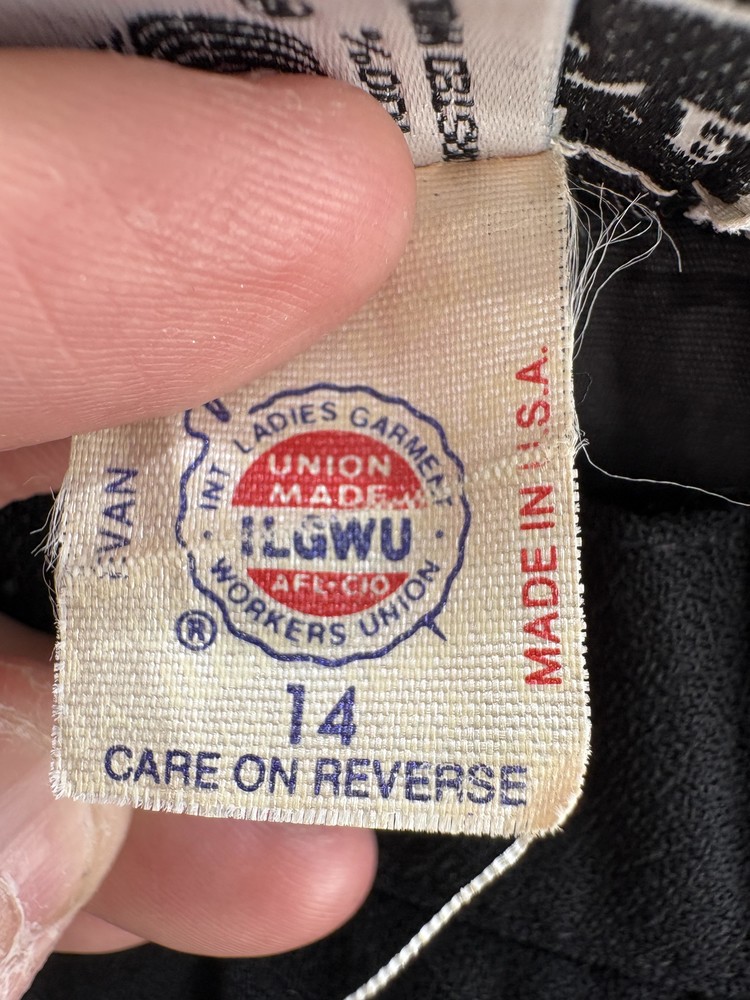 INT LADIES GARMENT
UNION
MADE
ILGWU
AFL-CIO
WORKERS UNION
®
14
CARE ON REVERSE
MADE IN U.S.A.